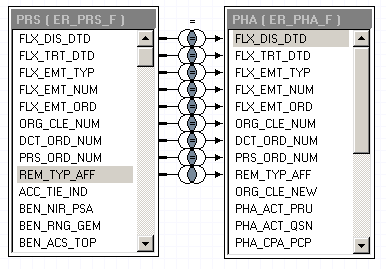 PRS ( ER_PRS_F )
FLX_DIS_DTD
FLX_TRT_DTD
FLX_EMT_TYP
FLX_EMT_NUM
FLX_EMT_ORD
ORG_CLE_NUM
DCT_ORD_NUM
PRS_ORD_NUM
REM_TYP_AFF
ACC_TIE_IND
BEN_NIR_PSA
BEN_RNG_GEM
BEN_ACS_TOP
=
=
=
=
=
=
=
=
=
=
PHA ( ER_PHA_F )
FLX_DIS_DTD
FLX_TRT_DTD
FLX_EMT_TYP
FLX_EMT_NUM
FLX_EMT_ORD
ORG_CLE_NUM
DCT_ORD_NUM
PRS_ORD_NUM
REM_TYP_AFF
ORG_CLE_NEW
PHA_ACT_PRU
PHA_ACT_QSN
PHA_CPA_PCP